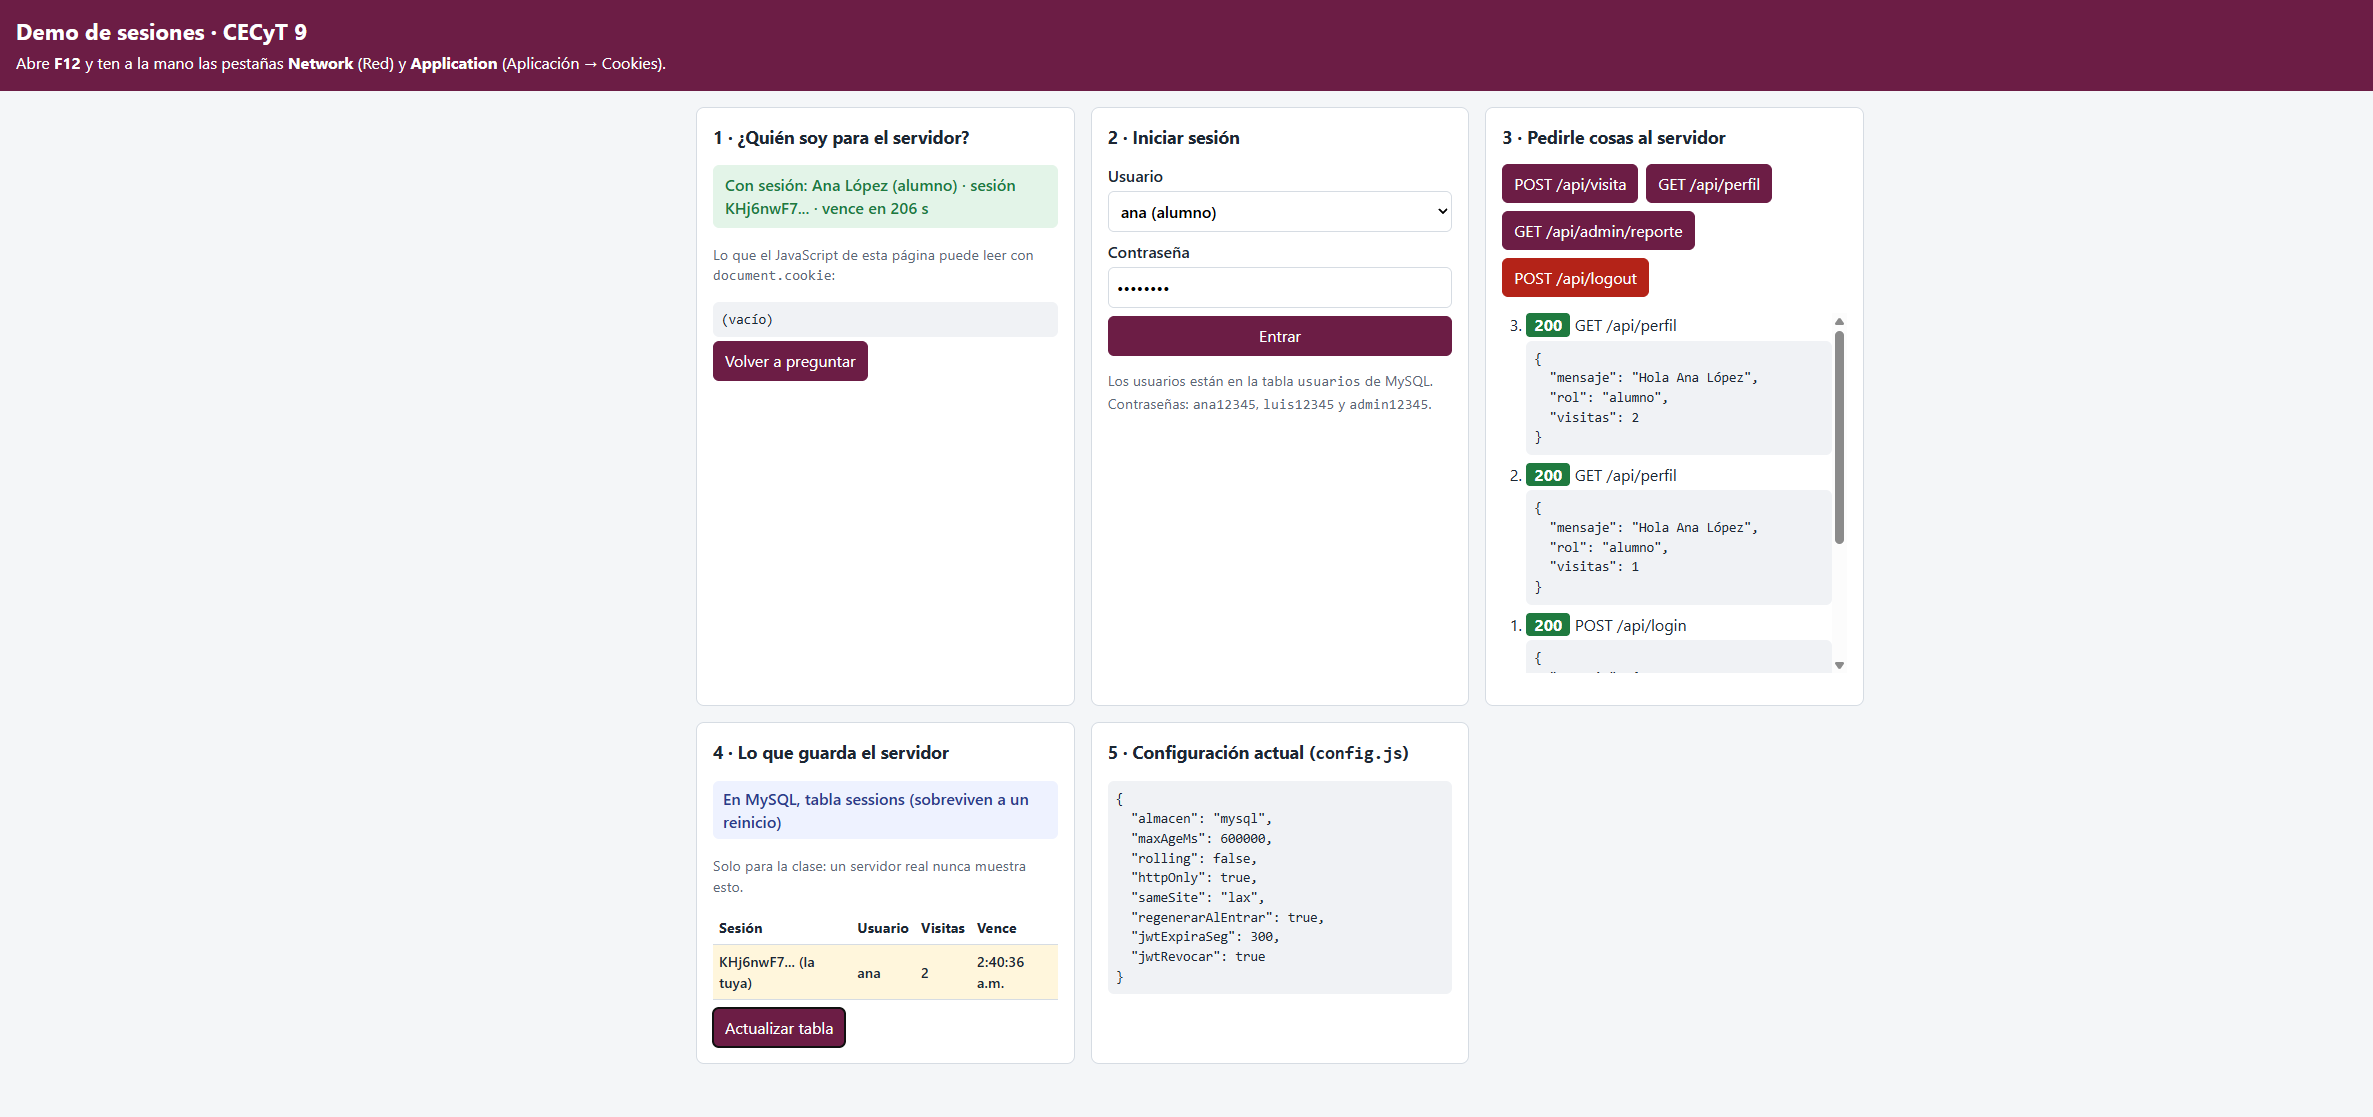 Demo de sesiones · CECyT 9
Abre F12 y ten a la mano las pestañas Network (Red) y Application (Aplicación → Cookies).
1 · ¿Quién soy para el servidor?
Con sesión: Ana López (alumno) · sesión
KHj6nwF7... · vence en 206 s
Lo que el JavaScript de esta página puede leer con
document.cookie:
(vacío)
Volver a preguntar
2 · Iniciar sesión
Usuario
ana (alumno)
Contraseña
••••••••
Entrar
Los usuarios están en la tabla usuarios de MySQL.
Contraseñas: ana12345, luis12345 y admin12345.
3 · Pedirle cosas al servidor
POST /api/visita
GET /api/perfil
GET /api/admin/reporte
POST /api/logout
3. 200 GET /api/perfil
{
"mensaje": "Hola Ana López",
"rol": "alumno",
"visitas": 2
}
2. 200 GET /api/perfil
{
"mensaje": "Hola Ana López",
"rol": "alumno",
"visitas": 1
}
1. 200 POST /api/login
{
4 · Lo que guarda el servidor
En MySQL, tabla sessions (sobreviven a un
reinicio)
Solo para la clase: un servidor real nunca muestra
esto.
Sesión Usuario Visitas Vence
KHj6nwF7... (la
tuya) ana 2 2:40:36
a.m.
Actualizar tabla
5 · Configuración actual (config.js)
{
"almacen": "mysql",
"maxAgeMs": 600000,
"rolling": false,
"httpOnly": true,
"sameSite": "lax",
"regenerarAlEntrar": true,
"jwtExpiraSeg": 300,
"jwtRevocar": true
}